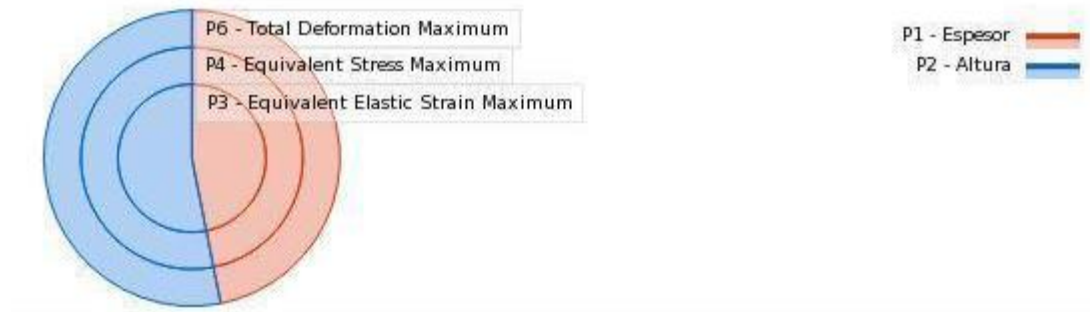 P6 - Total Deformation Maximum
P4 - Equivalent Stress Maximum
P3 - Equivalent Elastic Strain Maximum
P1 - Espesor
P2 - Altura